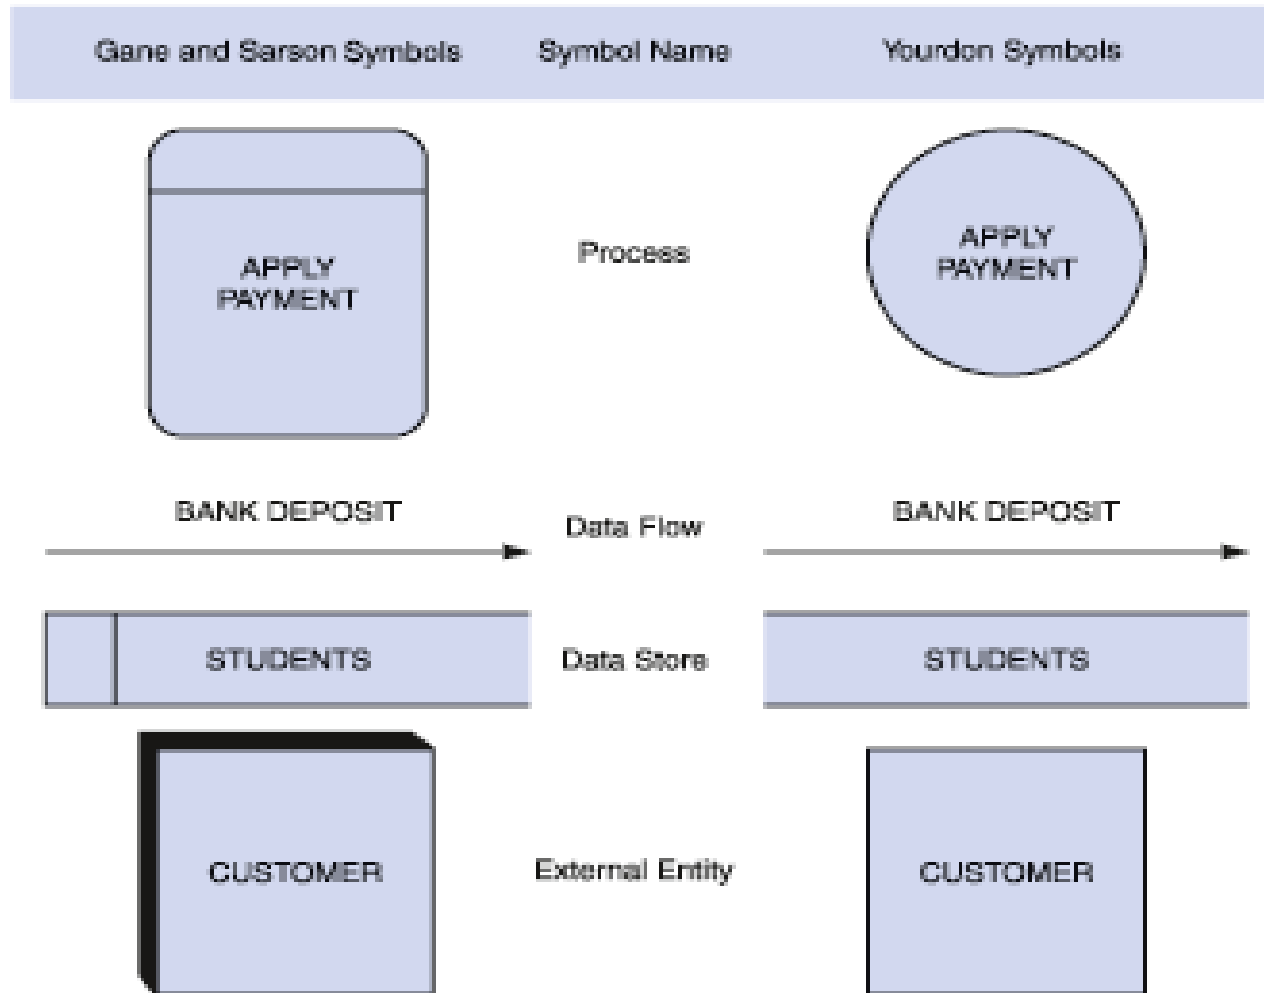 Gane and Sarson Symbols Symbol Name Yourdon Symbols
APPLY
PAYMENT
Process
APPLY
PAYMENT
BANK DEPOSIT
Data Flow
BANK DEPOSIT
STUDENTS
Data Store
STUDENTS
CUSTOMER
External Entity
CUSTOMER